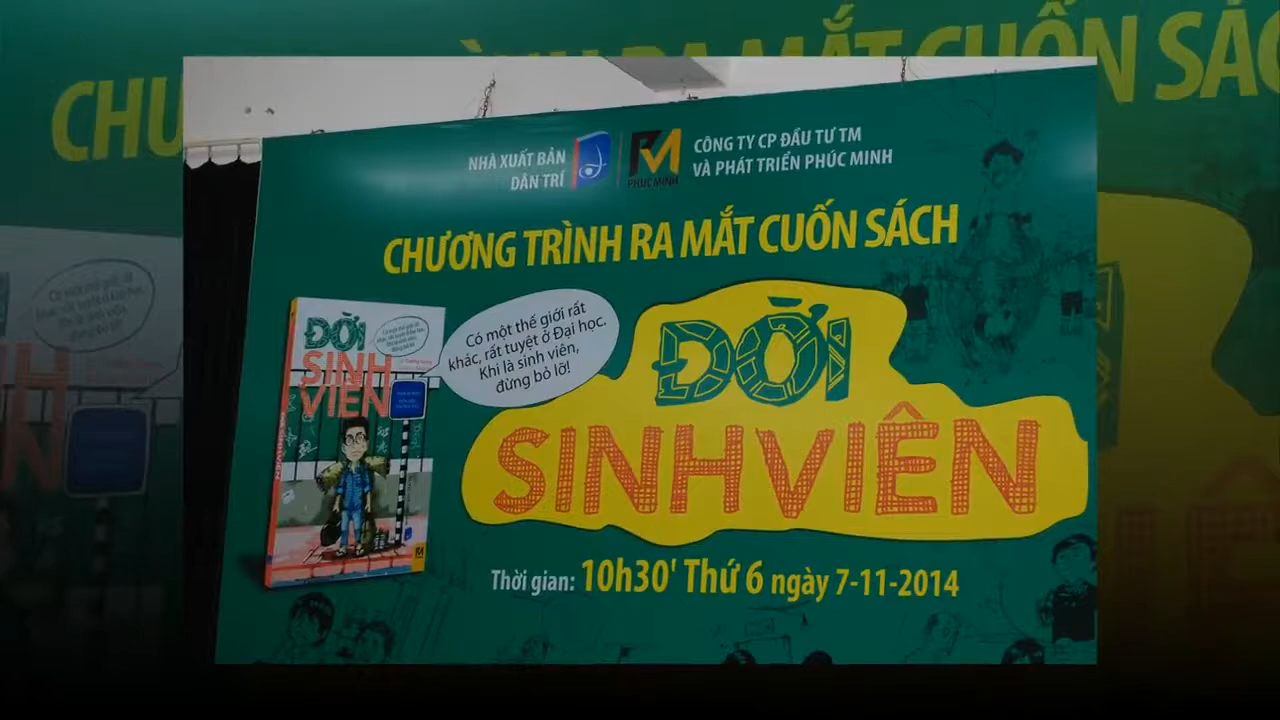 NHÀ XUẤT BẢN
DÂN TRÍ
PHÚC MINH
CÔNG TY CP ĐẦU TƯ TM
VÀ PHÁT TRIỂN PHÚC MINH
CHƯƠNG TRÌNH RA MẮT CUỐN SÁCH
ĐỜI
SINH
VIÊN
Có một thế giới rất
khác, rất tuyệt ở Đại học.
Khi là sinh viên,
đừng bỏ lỡ!
ĐỜI
SINH VIÊN
Thời gian: 10h30' Thứ 6 ngày 7-11-2014